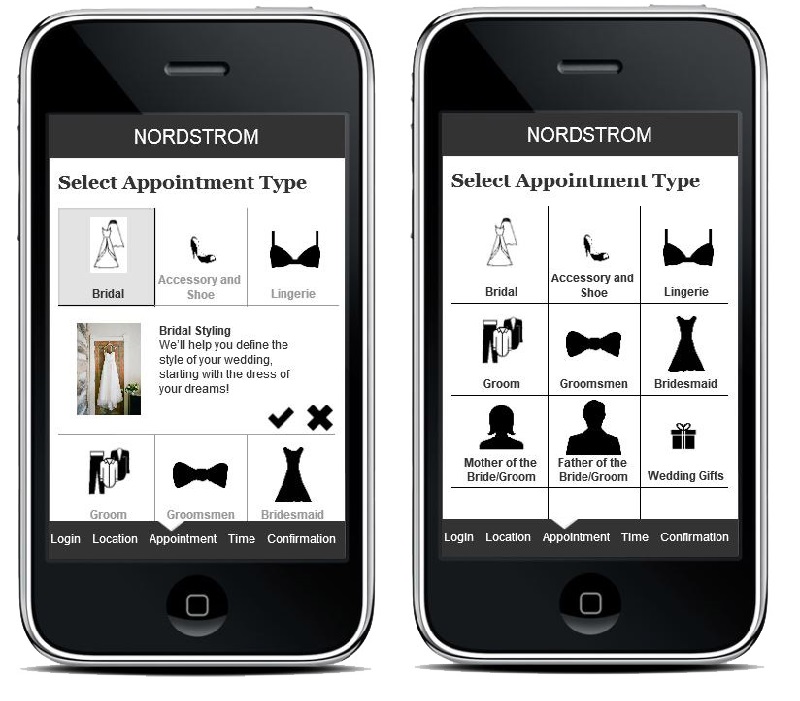 NORDSTROM
Select Appointment Type
Bridal
Accessory and
Shoe
Lingerie
Bridal Styling
We'll help you define the
style of your wedding,
starting with the dress of
your dreams!
Groom
Groomsmen
Bridesmaid
Login Location Appointment Time Confirmation
NORDSTROM
Select Appointment Type
Bridal
Accessory and
Shoe
Lingerie
Groom
Groomsmen
Bridesmaid
Mother of the
Bride/Groom
Father of the
Bride/Groom
Wedding Gifts
Login Location Appointment Time Confirmation